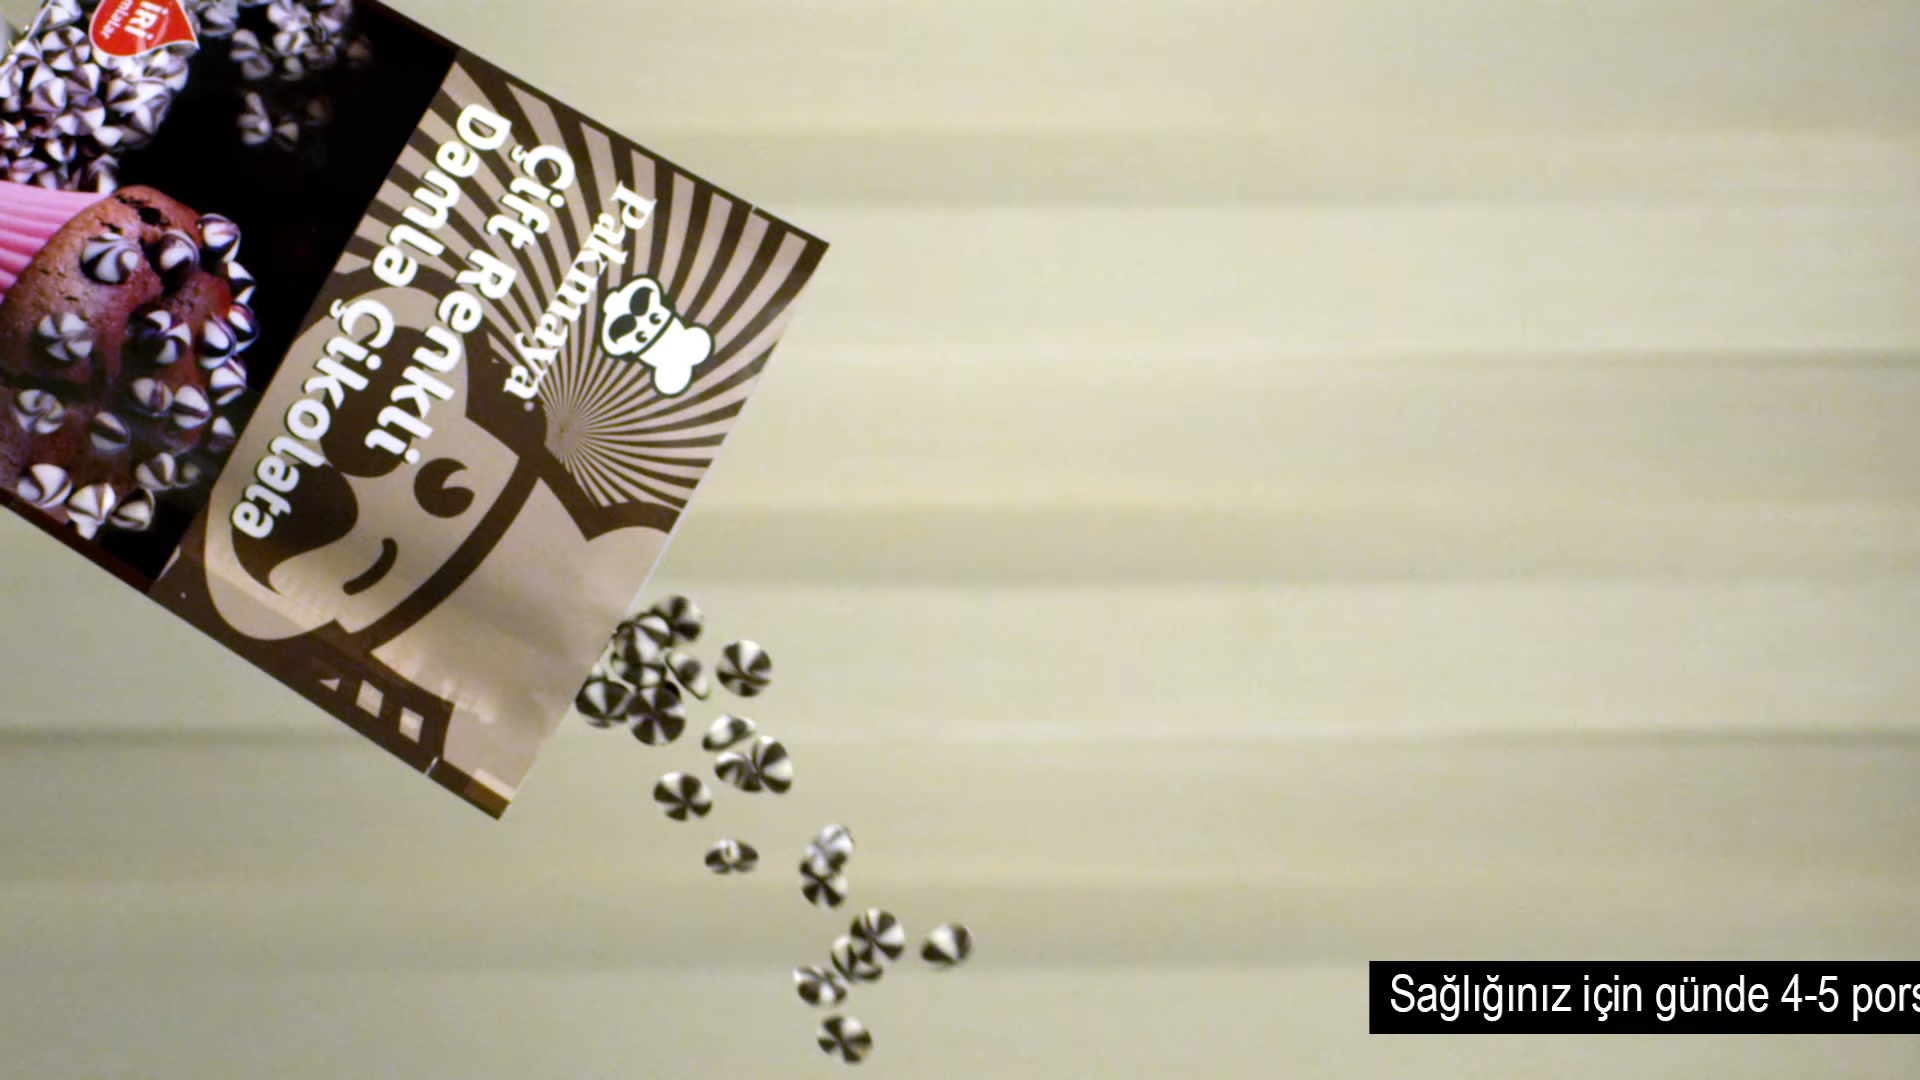 İRİ
Pakmaya
Çift Renkli
Damla Çikolata
Sağlığınız için günde 4-5 pors